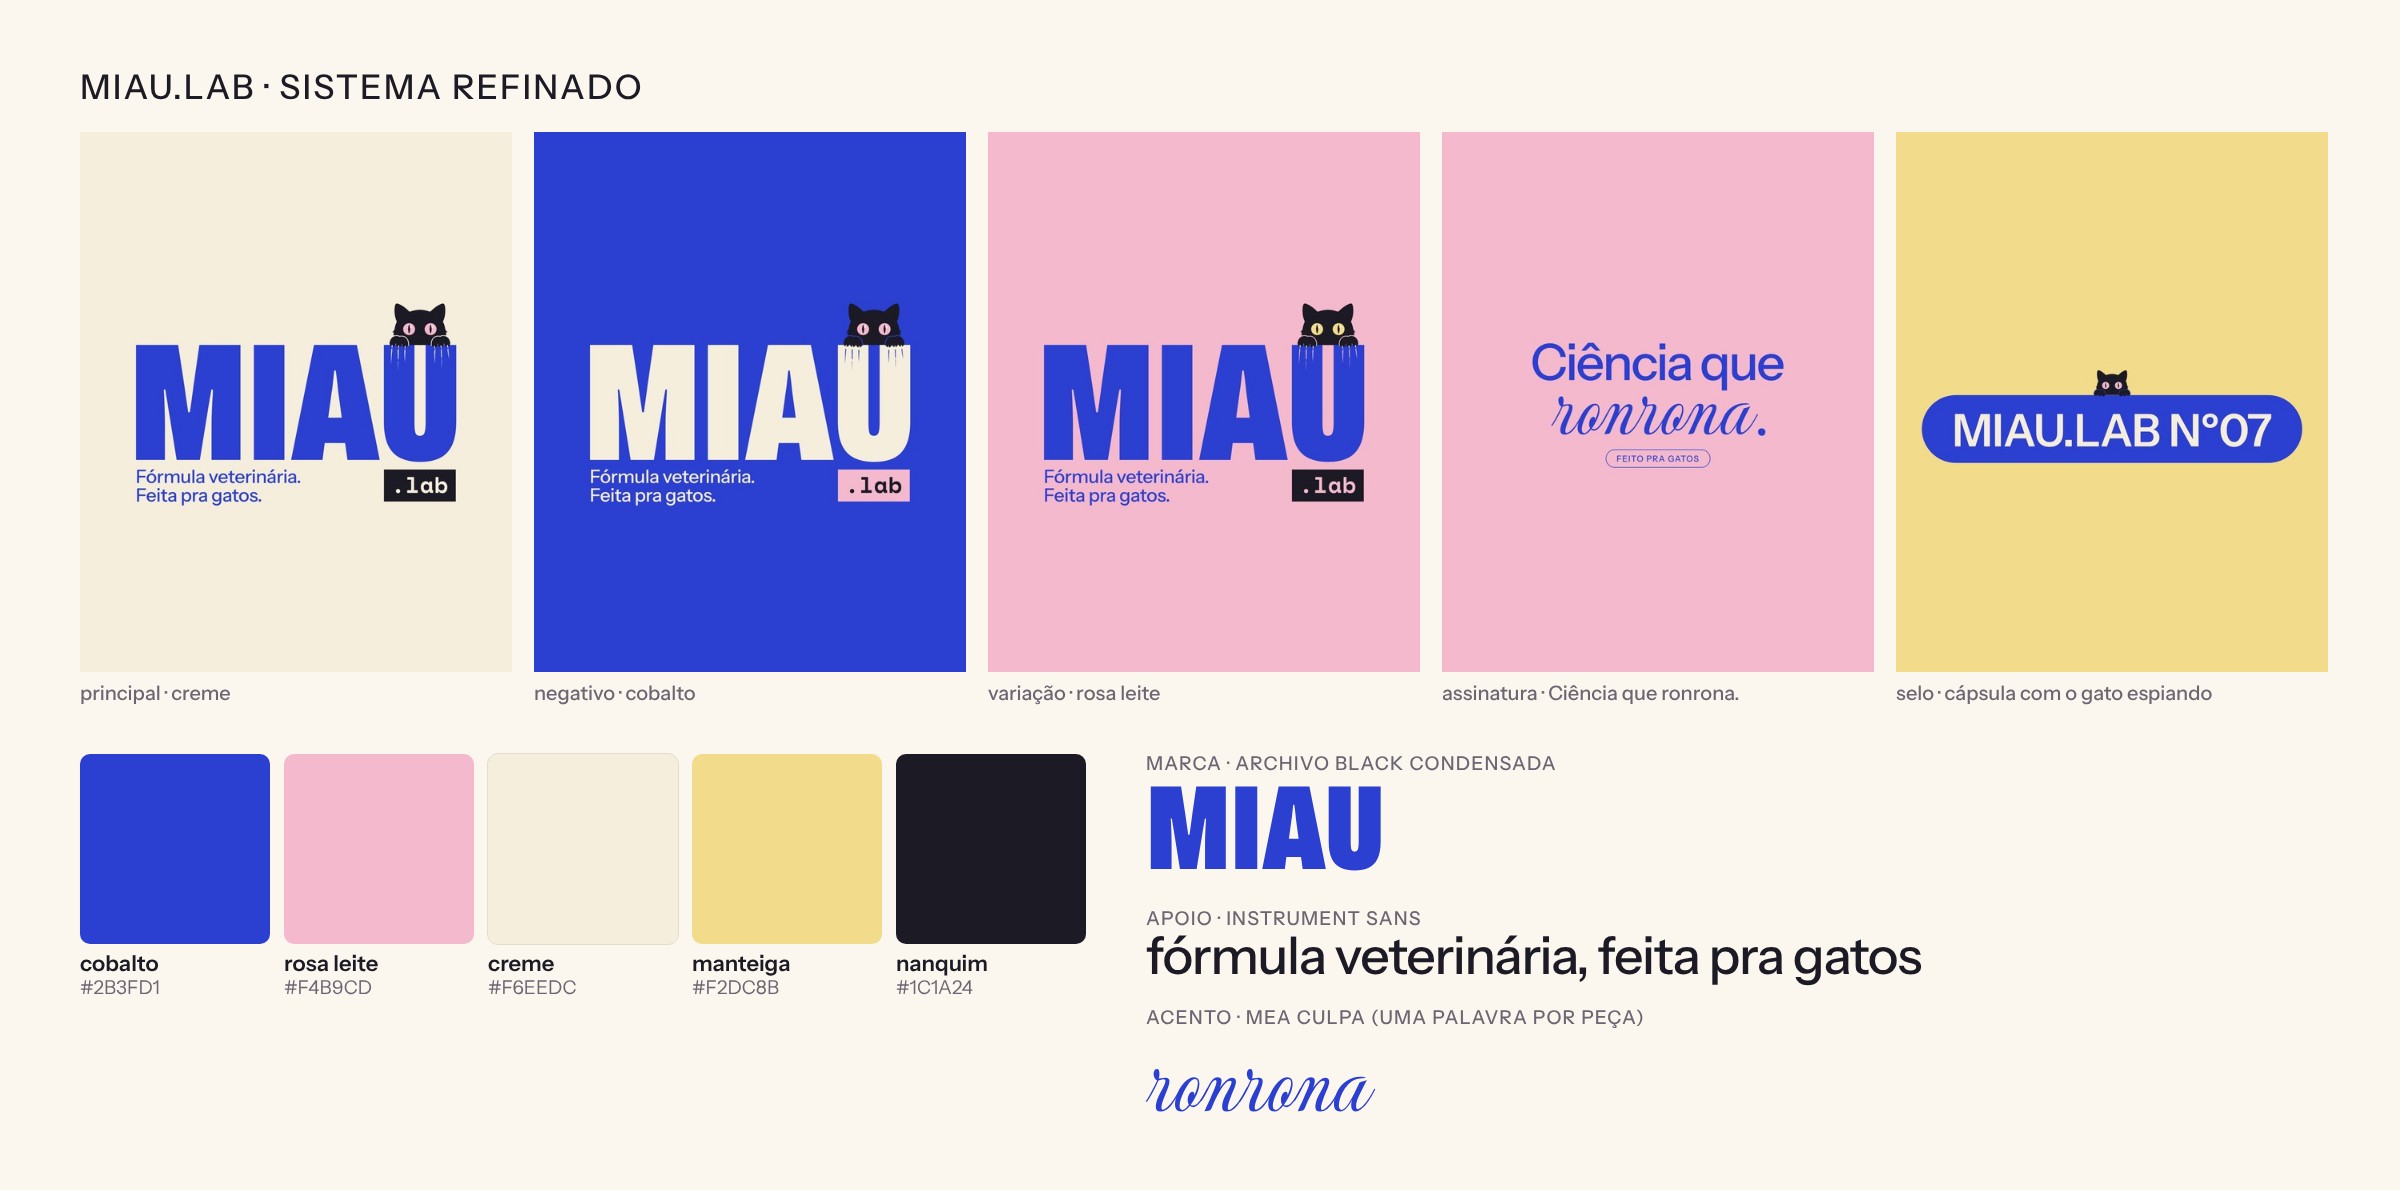 MIAU.LAB · SISTEMA REFINADO
MIAU
Fórmula veterinária.
Feita pra gatos.
.lab
principal · creme
MIAU
Fórmula veterinária.
Feita pra gatos.
.lab
negativo · cobalto
MIAU
Fórmula veterinária.
Feita pra gatos.
.lab
variação · rosa leite
Ciência que
ronrona.
FEITO PRA GATOS
assinatura · Ciência que ronrona.
MIAU.LAB Nº07
selo · cápsula com o gato espiando
cobalto
#2B3FD1
rosa leite
#F4B9CD
creme
#F6EEDC
manteiga
#F2DC8B
nanquim
#1C1A24
MARCA · ARCHIVO BLACK CONDENSADA
MIAU
APOIO · INSTRUMENT SANS
fórmula veterinária, feita pra gatos
ACENTO · MEA CULPA (UMA PALAVRA POR PEÇA)
ronrona